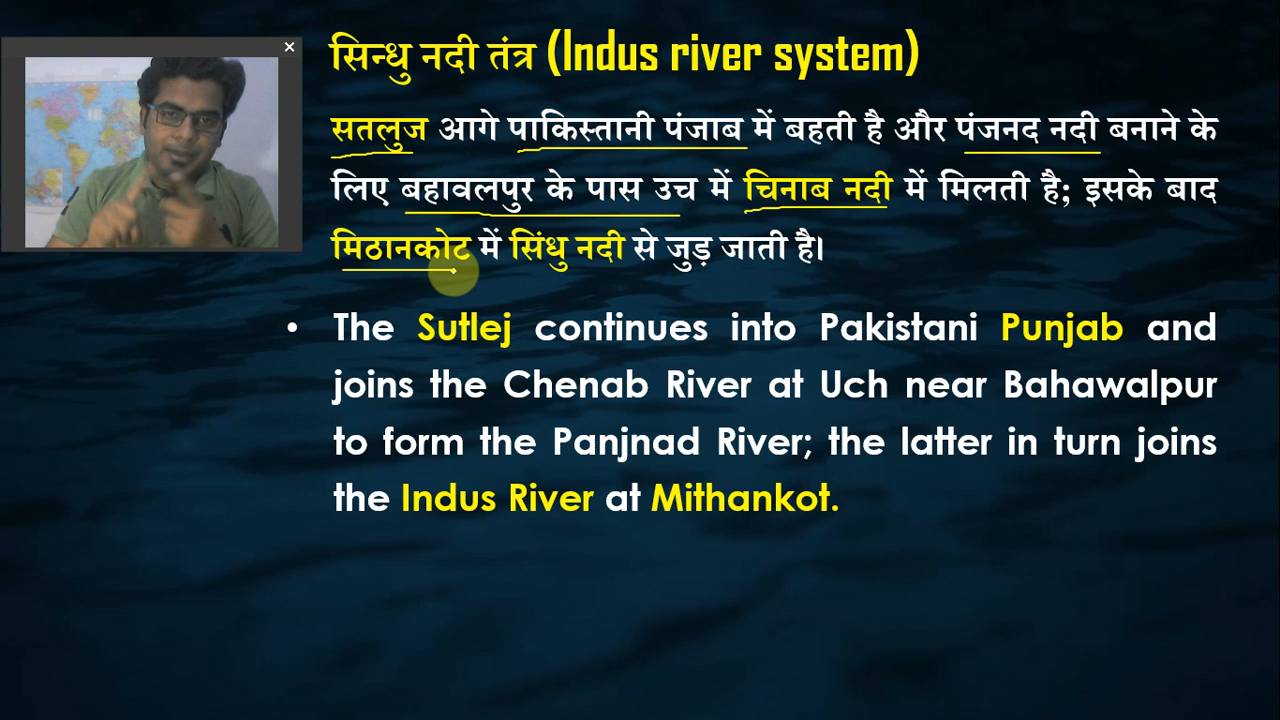 सिन्धु नदी तंत्र (Indus river system)
सतलुज आगे पाकिस्तानी पंजाब में बहती है और पंजनद नदी बनाने के
लिए बहावलपुर के पास उच में चिनाब नदी में मिलती है; इसके बाद
मिठानकोट में सिंधु नदी से जुड़ जाती है।
• The Sutlej continues into Pakistani Punjab and
joins the Chenab River at Uch near Bahawalpur
to form the Panjnad River; the latter in turn joins
the Indus River at Mithankot.